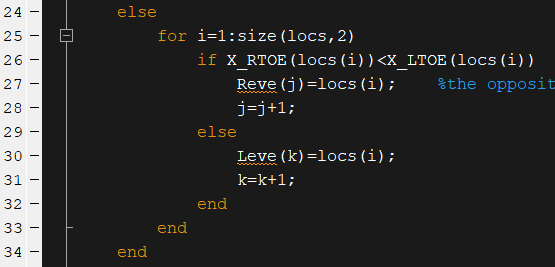 24 — else
25 — for i=1:size(locs,2)
26 — if X_RTOE(locs(i))<X_LTOE(locs(i))
27 — Reve(j)=locs(i); %the opposit
28 — j=j+1;
29 — else
30 — Leve(k)=locs(i);
31 — k=k+1;
32 — end
33 — end
34 — end